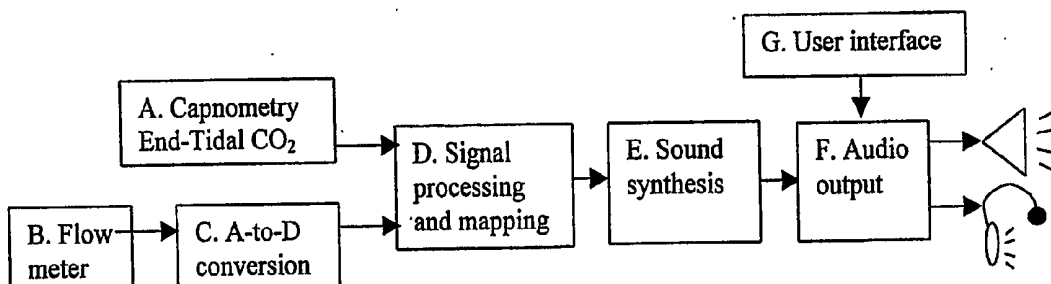 G. User interface
A. Capnometry
End-Tidal CO₂
D. Signal
processing
and mapping
E. Sound
synthesis
F. Audio
output
B. Flow
meter
C. A-to-D
conversion